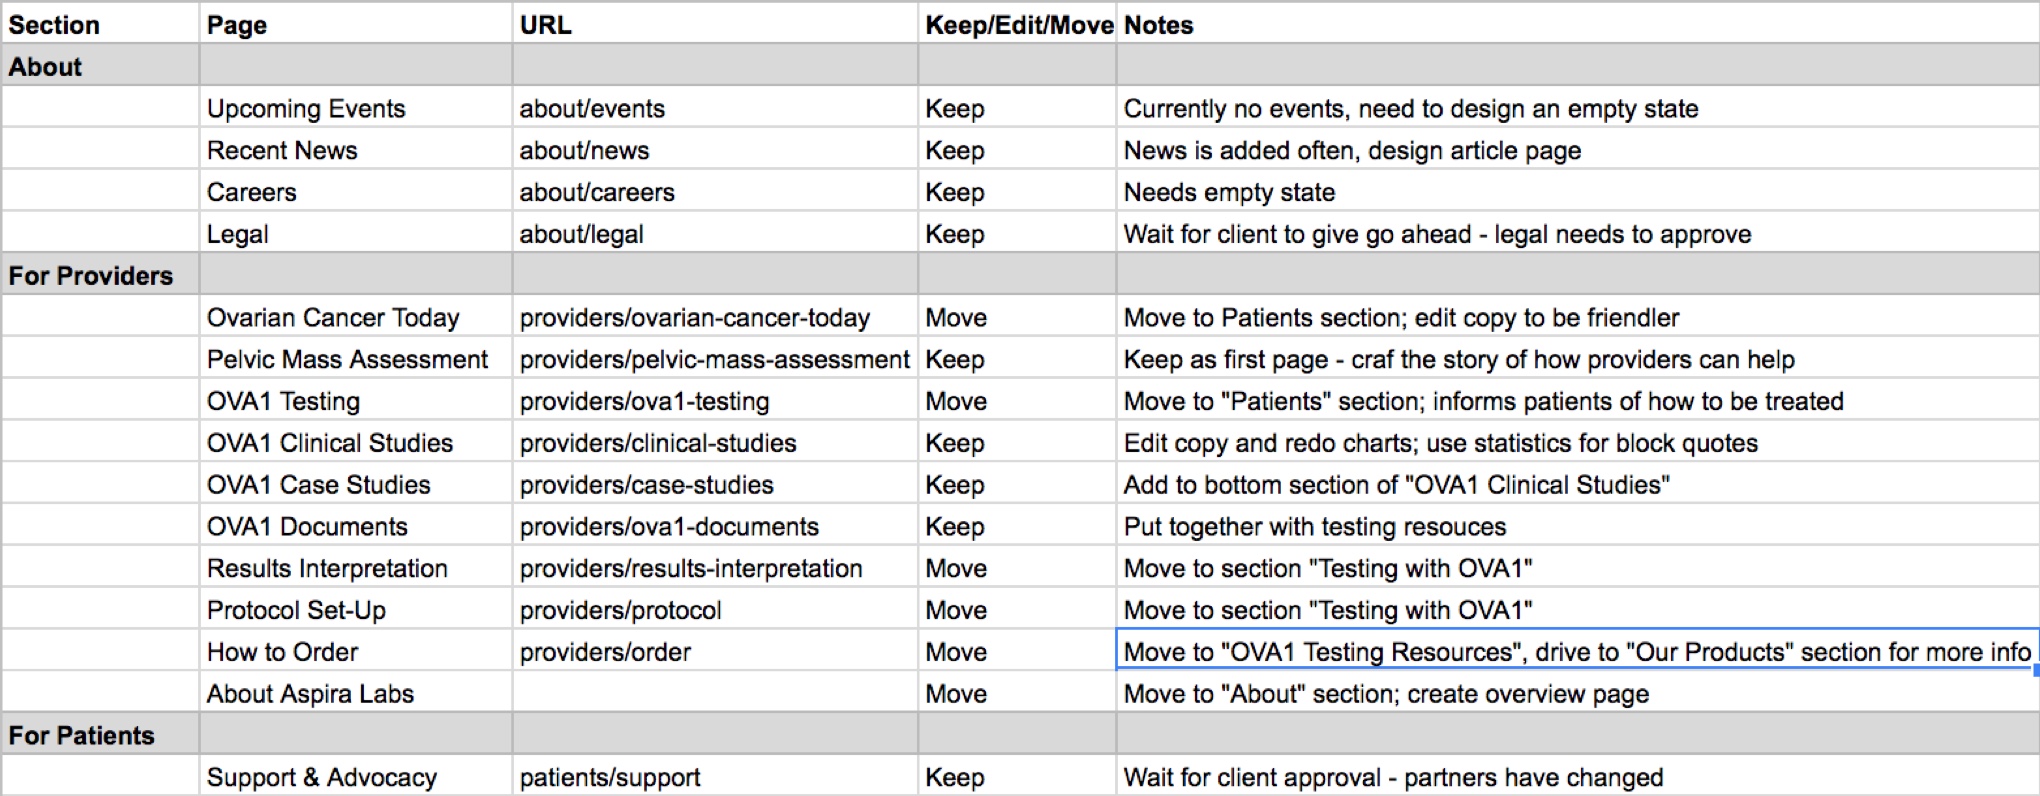 Section Page URL Keep/Edit/Move Notes
About
Upcoming Events about/events Keep Currently no events, need to design an empty state
Recent News about/news Keep News is added often, design article page
Careers about/careers Keep Needs empty state
Legal about/legal Keep Wait for client to give go ahead - legal needs to approve
For Providers
Ovarian Cancer Today providers/ovarian-cancer-today Move Move to Patients section; edit copy to be friendler
Pelvic Mass Assessment providers/pelvic-mass-assessment Keep Keep as first page - craf the story of how providers can help
OVA1 Testing providers/ova1-testing Move Move to "Patients" section; informs patients of how to be treated
OVA1 Clinical Studies providers/clinical-studies Keep Edit copy and redo charts; use statistics for block quotes
OVA1 Case Studies providers/case-studies Keep Add to bottom section of "OVA1 Clinical Studies"
OVA1 Documents providers/ova1-documents Keep Put together with testing resouces
Results Interpretation providers/results-interpretation Move Move to section "Testing with OVA1"
Protocol Set-Up providers/protocol Move Move to section "Testing with OVA1"
How to Order providers/order Move Move to "OVA1 Testing Resources", drive to "Our Products" section for more info
About Aspira Labs Move Move to "About" section; create overview page
For Patients
Support & Advocacy patients/support Keep Wait for client approval - partners have changed